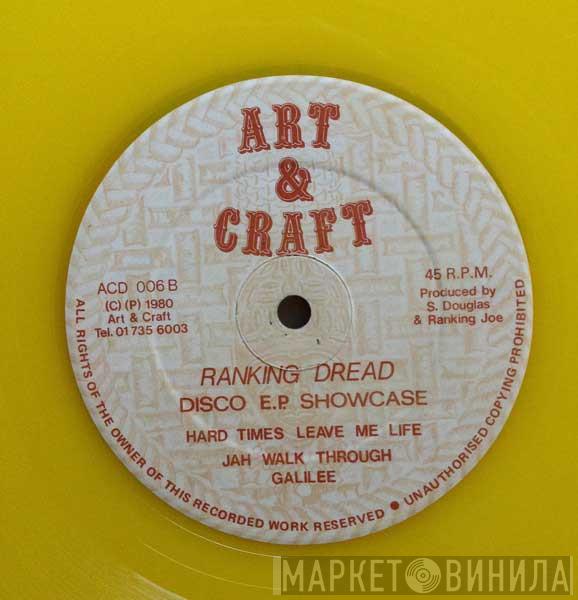 ART
&
CRAFT
ACD 006 B
(C) (P) 1980
Art & Craft
Tel. 01 735 6003
45 R.P.M.
Produced by
S. Douglas
& Ranking Joe
RANKING DREAD
DISCO E.P. SHOWCASE
HARD TIMES LEAVE ME LIFE
JAH WALK THROUGH
GALILEE
ALL RIGHTS OF THE OWNER OF THIS RECORDED WORK RESERVED ● UNAUTHORISED COPYING PROHIBITED
МАРКЕТ ВИНИЛА